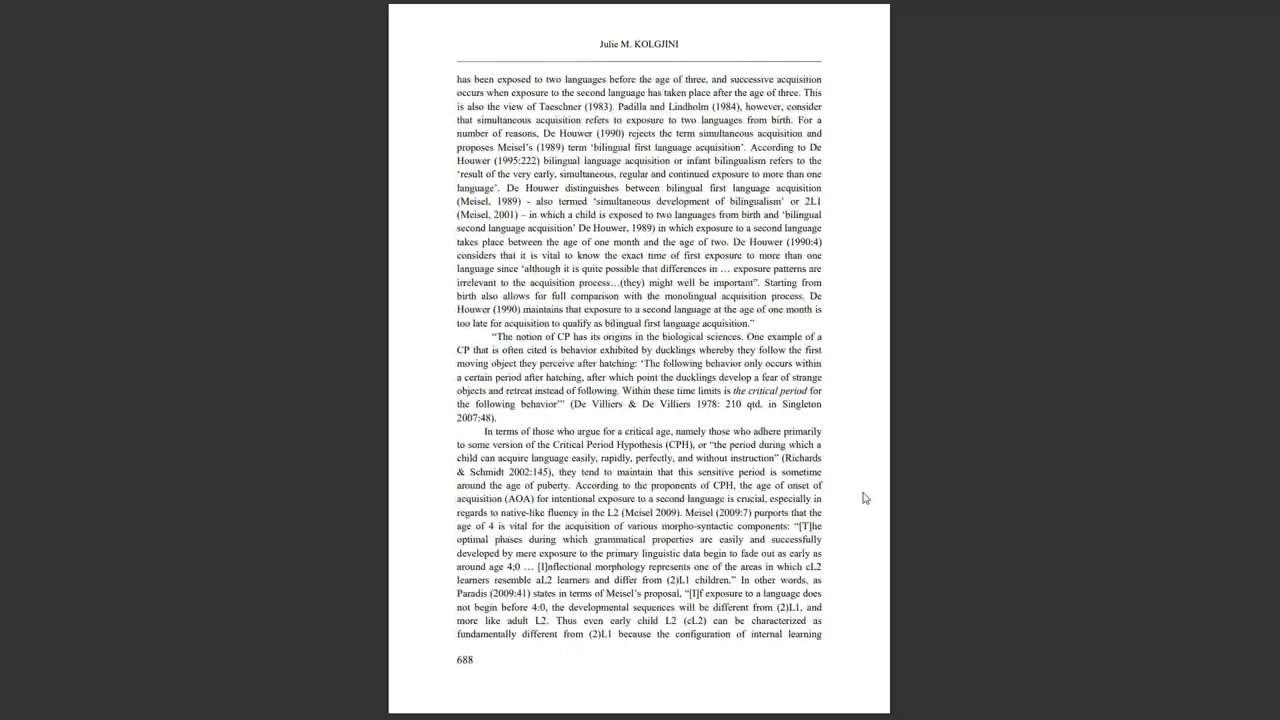 Julie M. KOLGJINI
has been exposed to two languages before the age of three, and successive acquisition
occurs when exposure to the second language has taken place after the age of three. This
is also the view of Taeschner (1983). Padilla and Lindholm (1984), however, consider
that simultaneous acquisition refers to exposure to two languages from birth. For a
number of reasons, De Houwer (1990) rejects the term simultaneous acquisition and
proposes Meisel's (1989) term ‘bilingual first language acquisition’. According to De
Houwer (1995:222) bilingual language acquisition or infant bilingualism refers to the
‘result of the very early, simultaneous, regular and continued exposure to more than one
language’. De Houwer distinguishes between bilingual first language acquisition
(Meisel, 1989) - also termed ‘simultaneous development of bilingualism’ or 2L1
(Meisel, 2001) – in which a child is exposed to two languages from birth and ‘bilingual
second language acquisition’ De Houwer, 1989) in which exposure to a second language
takes place between the age of one month and the age of two. De Houwer (1990:4)
considers that it is vital to know the exact time of first exposure to more than one
language since ‘although it is quite possible that differences in … exposure patterns are
irrelevant to the acquisition process…(they) might well be important”. Starting from
birth also allows for full comparison with the monolingual acquisition process. De
Houwer (1990) maintains that exposure to a second language at the age of one month is
too late for acquisition to qualify as bilingual first language acquisition.”
“The notion of CP has its origins in the biological sciences. One example of a
CP that is often cited is behavior exhibited by ducklings whereby they follow the first
moving object they perceive after hatching: ‘The following behavior only occurs within
a certain period after hatching, after which point the ducklings develop a fear of strange
objects and retreat instead of following. Within these time limits is the critical period for
the following behavior’” (De Villiers & De Villiers 1978: 210 qtd. in Singleton
2007:48).
In terms of those who argue for a critical age, namely those who adhere primarily
to some version of the Critical Period Hypothesis (CPH), or “the period during which a
child can acquire language easily, rapidly, perfectly, and without instruction” (Richards
& Schmidt 2002:145), they tend to maintain that this sensitive period is sometime
around the age of puberty. According to the proponents of CPH, the age of onset of
acquisition (AOA) for intentional exposure to a second language is crucial, especially in
regards to native-like fluency in the L2 (Meisel 2009). Meisel (2009:7) purports that the
age of 4 is vital for the acquisition of various morpho-syntactic components: “[T]he
optimal phases during which grammatical properties are easily and successfully
developed by mere exposure to the primary linguistic data begin to fade out as early as
around age 4;0 … [I]nflectional morphology represents one of the areas in which cL2
learners resemble aL2 learners and differ from (2)L1 children.” In other words, as
Paradis (2009:41) states in terms of Meisel’s proposal, “[I]f exposure to a language does
not begin before 4:0, the developmental sequences will be different from (2)L1, and
more like adult L2. Thus even early child L2 (cL2) can be characterized as
fundamentally different from (2)L1 because the configuration of internal learning
688